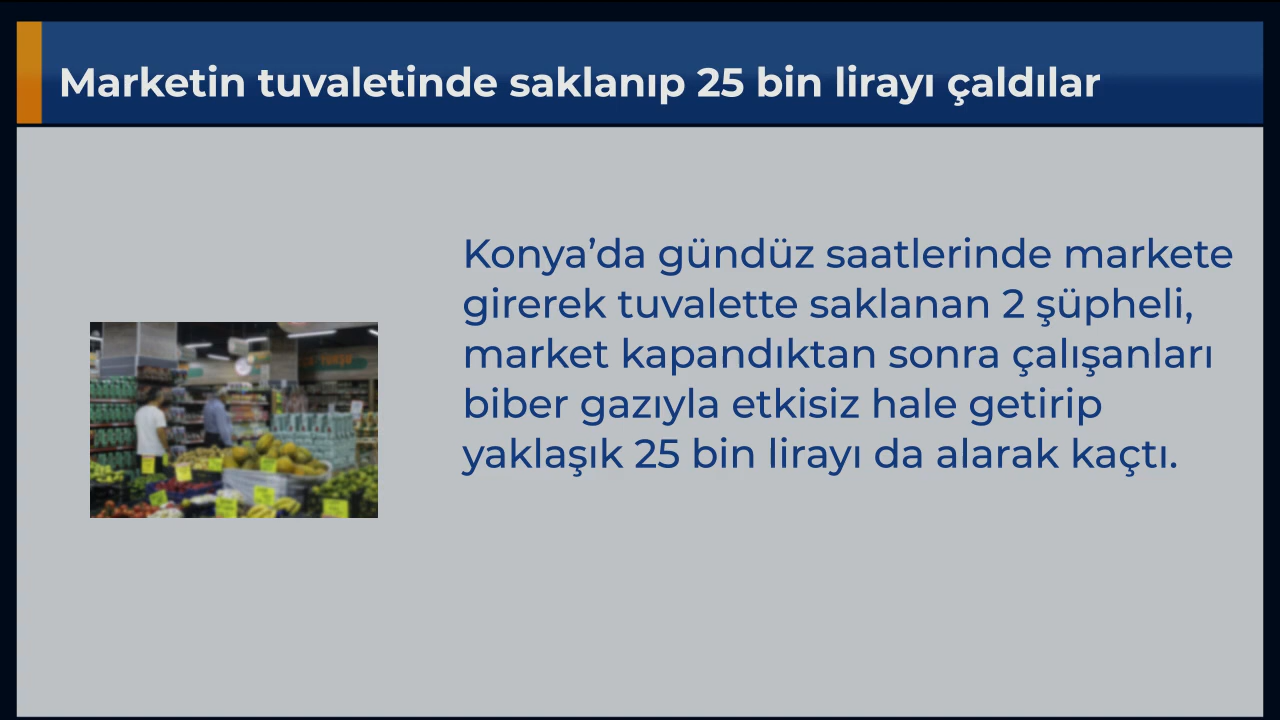 Marketin tuvaletinde saklanıp 25 bin lirayı çaldılar
Konya’da gündüz saatlerinde markete
girerek tuvalette saklanan 2 şüpheli,
market kapandıktan sonra çalışanları
biber gazıyla etkisiz hale getirip
yaklaşık 25 bin lirayı da alarak kaçtı.